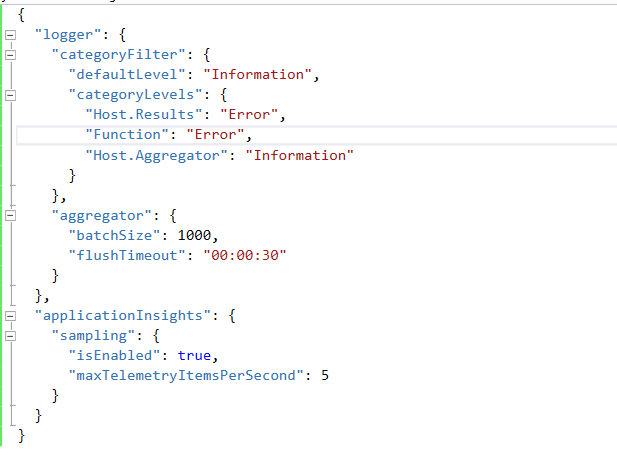 {
"logger": {
"categoryFilter": {
"defaultLevel": "Information",
"categoryLevels": {
"Host.Results": "Error",
"Function": "Error",
"Host.Aggregator": "Information"
}
},
"aggregator": {
"batchSize": 1000,
"flushTimeout": "00:00:30"
}
},
"applicationInsights": {
"sampling": {
"isEnabled": true,
"maxTelemetryItemsPerSecond": 5
}
}
}